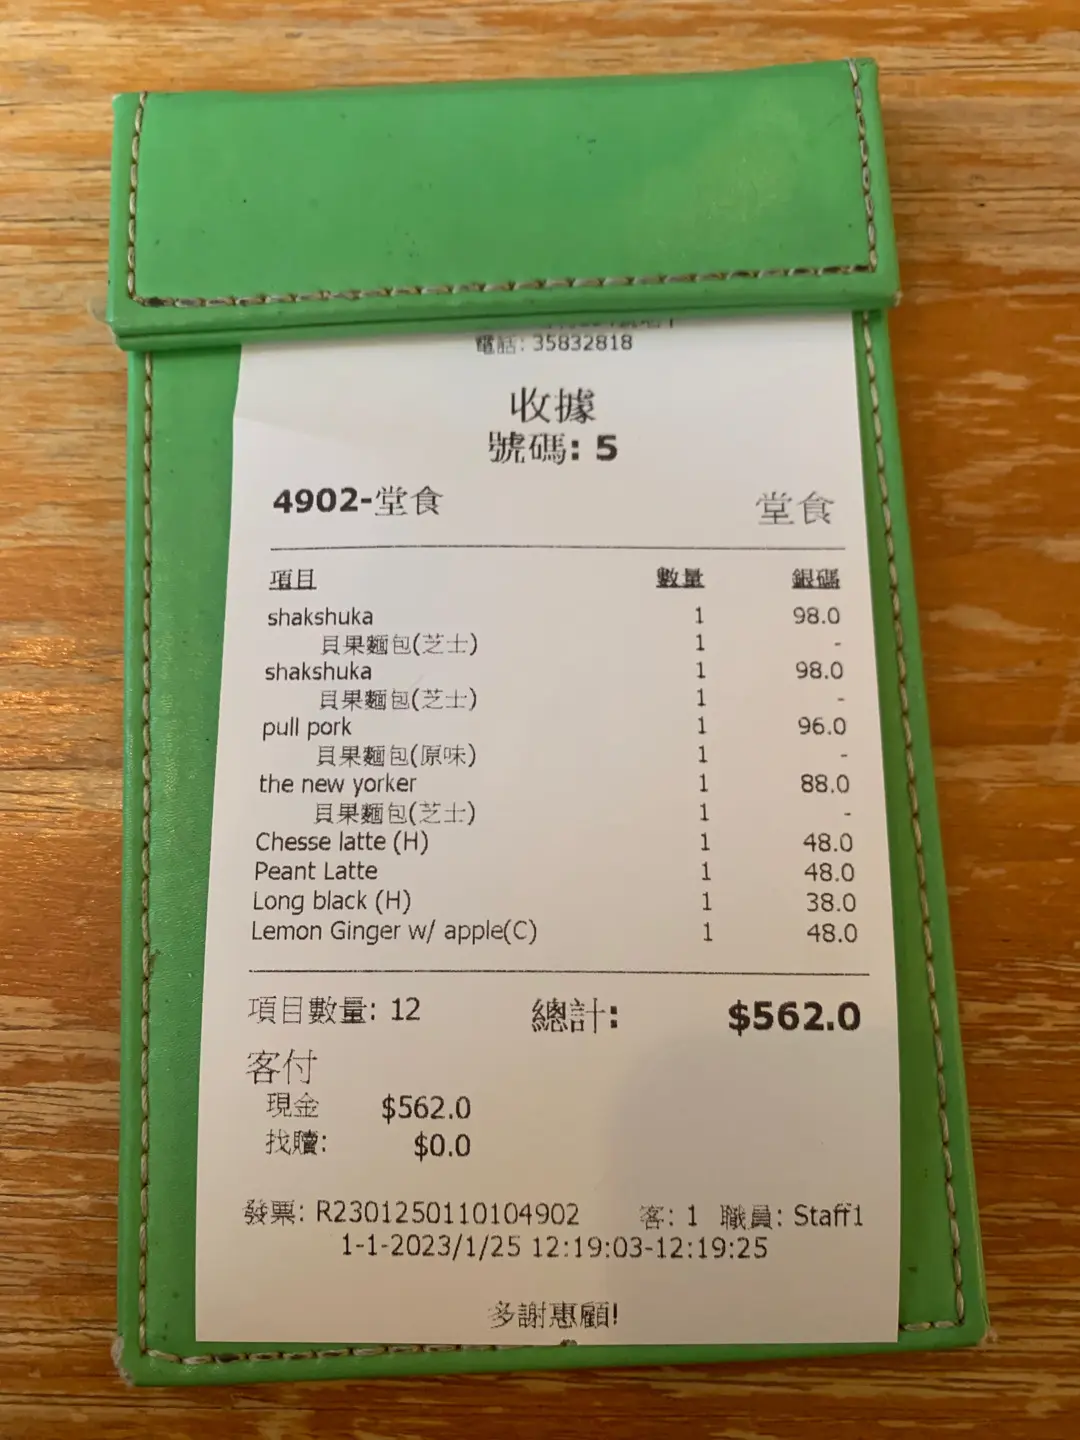 電話: 35832818
收據
號碼: 5
4902-堂食 堂食
項目 數量 銀碼
shakshuka 1 98.0
貝果麵包(芝士) 1 -
shakshuka 1 98.0
貝果麵包(芝士) 1 -
pull pork 1 96.0
貝果麵包(原味) 1 -
the new yorker 1 88.0
貝果麵包(芝士) 1 -
Chesse latte (H) 1 48.0
Peant Latte 1 48.0
Long black (H) 1 38.0
Lemon Ginger w/ apple(C) 1 48.0
項目數量: 12 總計: $562.0
客付
現金 $562.0
找贖: $0.0
發票: R2301250110104902 客: 1 職員: Staff1
1-1-2023/1/25 12:19:03-12:19:25
多謝惠顧!